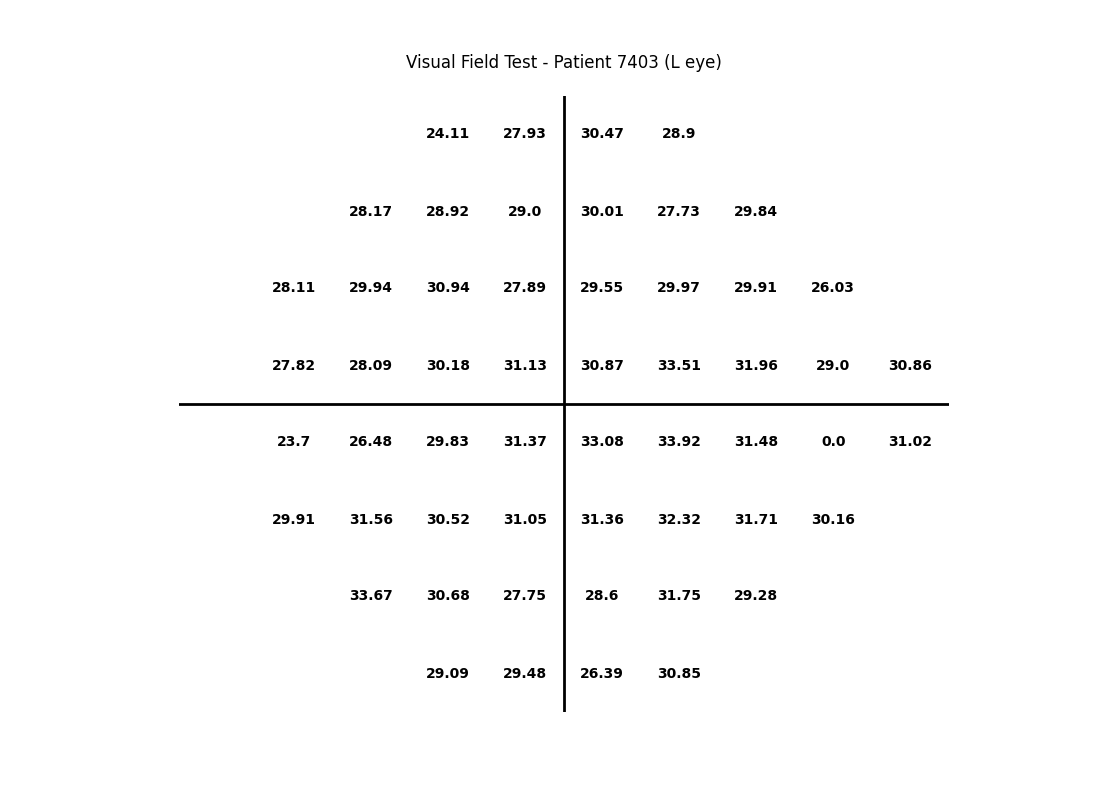 Visual Field Test - Patient 7403 (L eye)
24.11 27.93 30.47 28.9
28.17 28.92 29.0 30.01 27.73 29.84
28.11 29.94 30.94 27.89 29.55 29.97 29.91 26.03
27.82 28.09 30.18 31.13 30.87 33.51 31.96 29.0 30.86
23.7 26.48 29.83 31.37 33.08 33.92 31.48 0.0 31.02
29.91 31.56 30.52 31.05 31.36 32.32 31.71 30.16
33.67 30.68 27.75 28.6 31.75 29.28
29.09 29.48 26.39 30.85